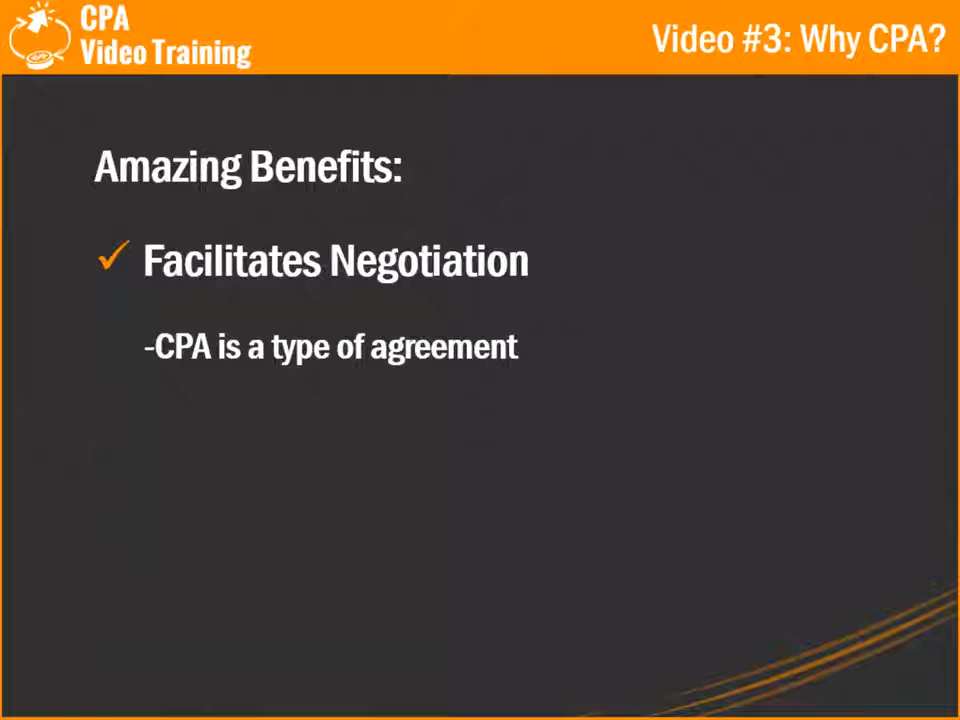 CPA
Video Training
Video #3: Why CPA?
Amazing Benefits:
✓ Facilitates Negotiation
-CPA is a type of agreement